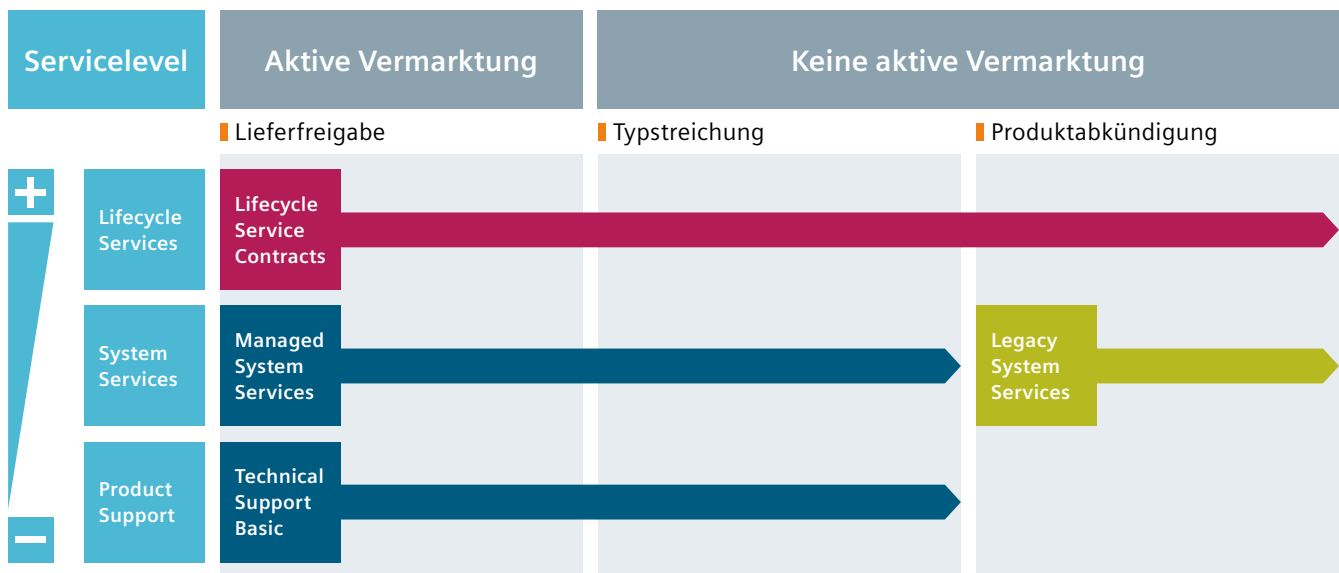 Servicelevel
Aktive Vermarktung
Keine aktive Vermarktung
Lieferfreigabe
Typstreichung
Produktabkündigung
Lifecycle
Services
Lifecycle
Service
Contracts
System
Services
Managed
System
Services
Legacy
System
Services
Product
Support
Technical
Support
Basic